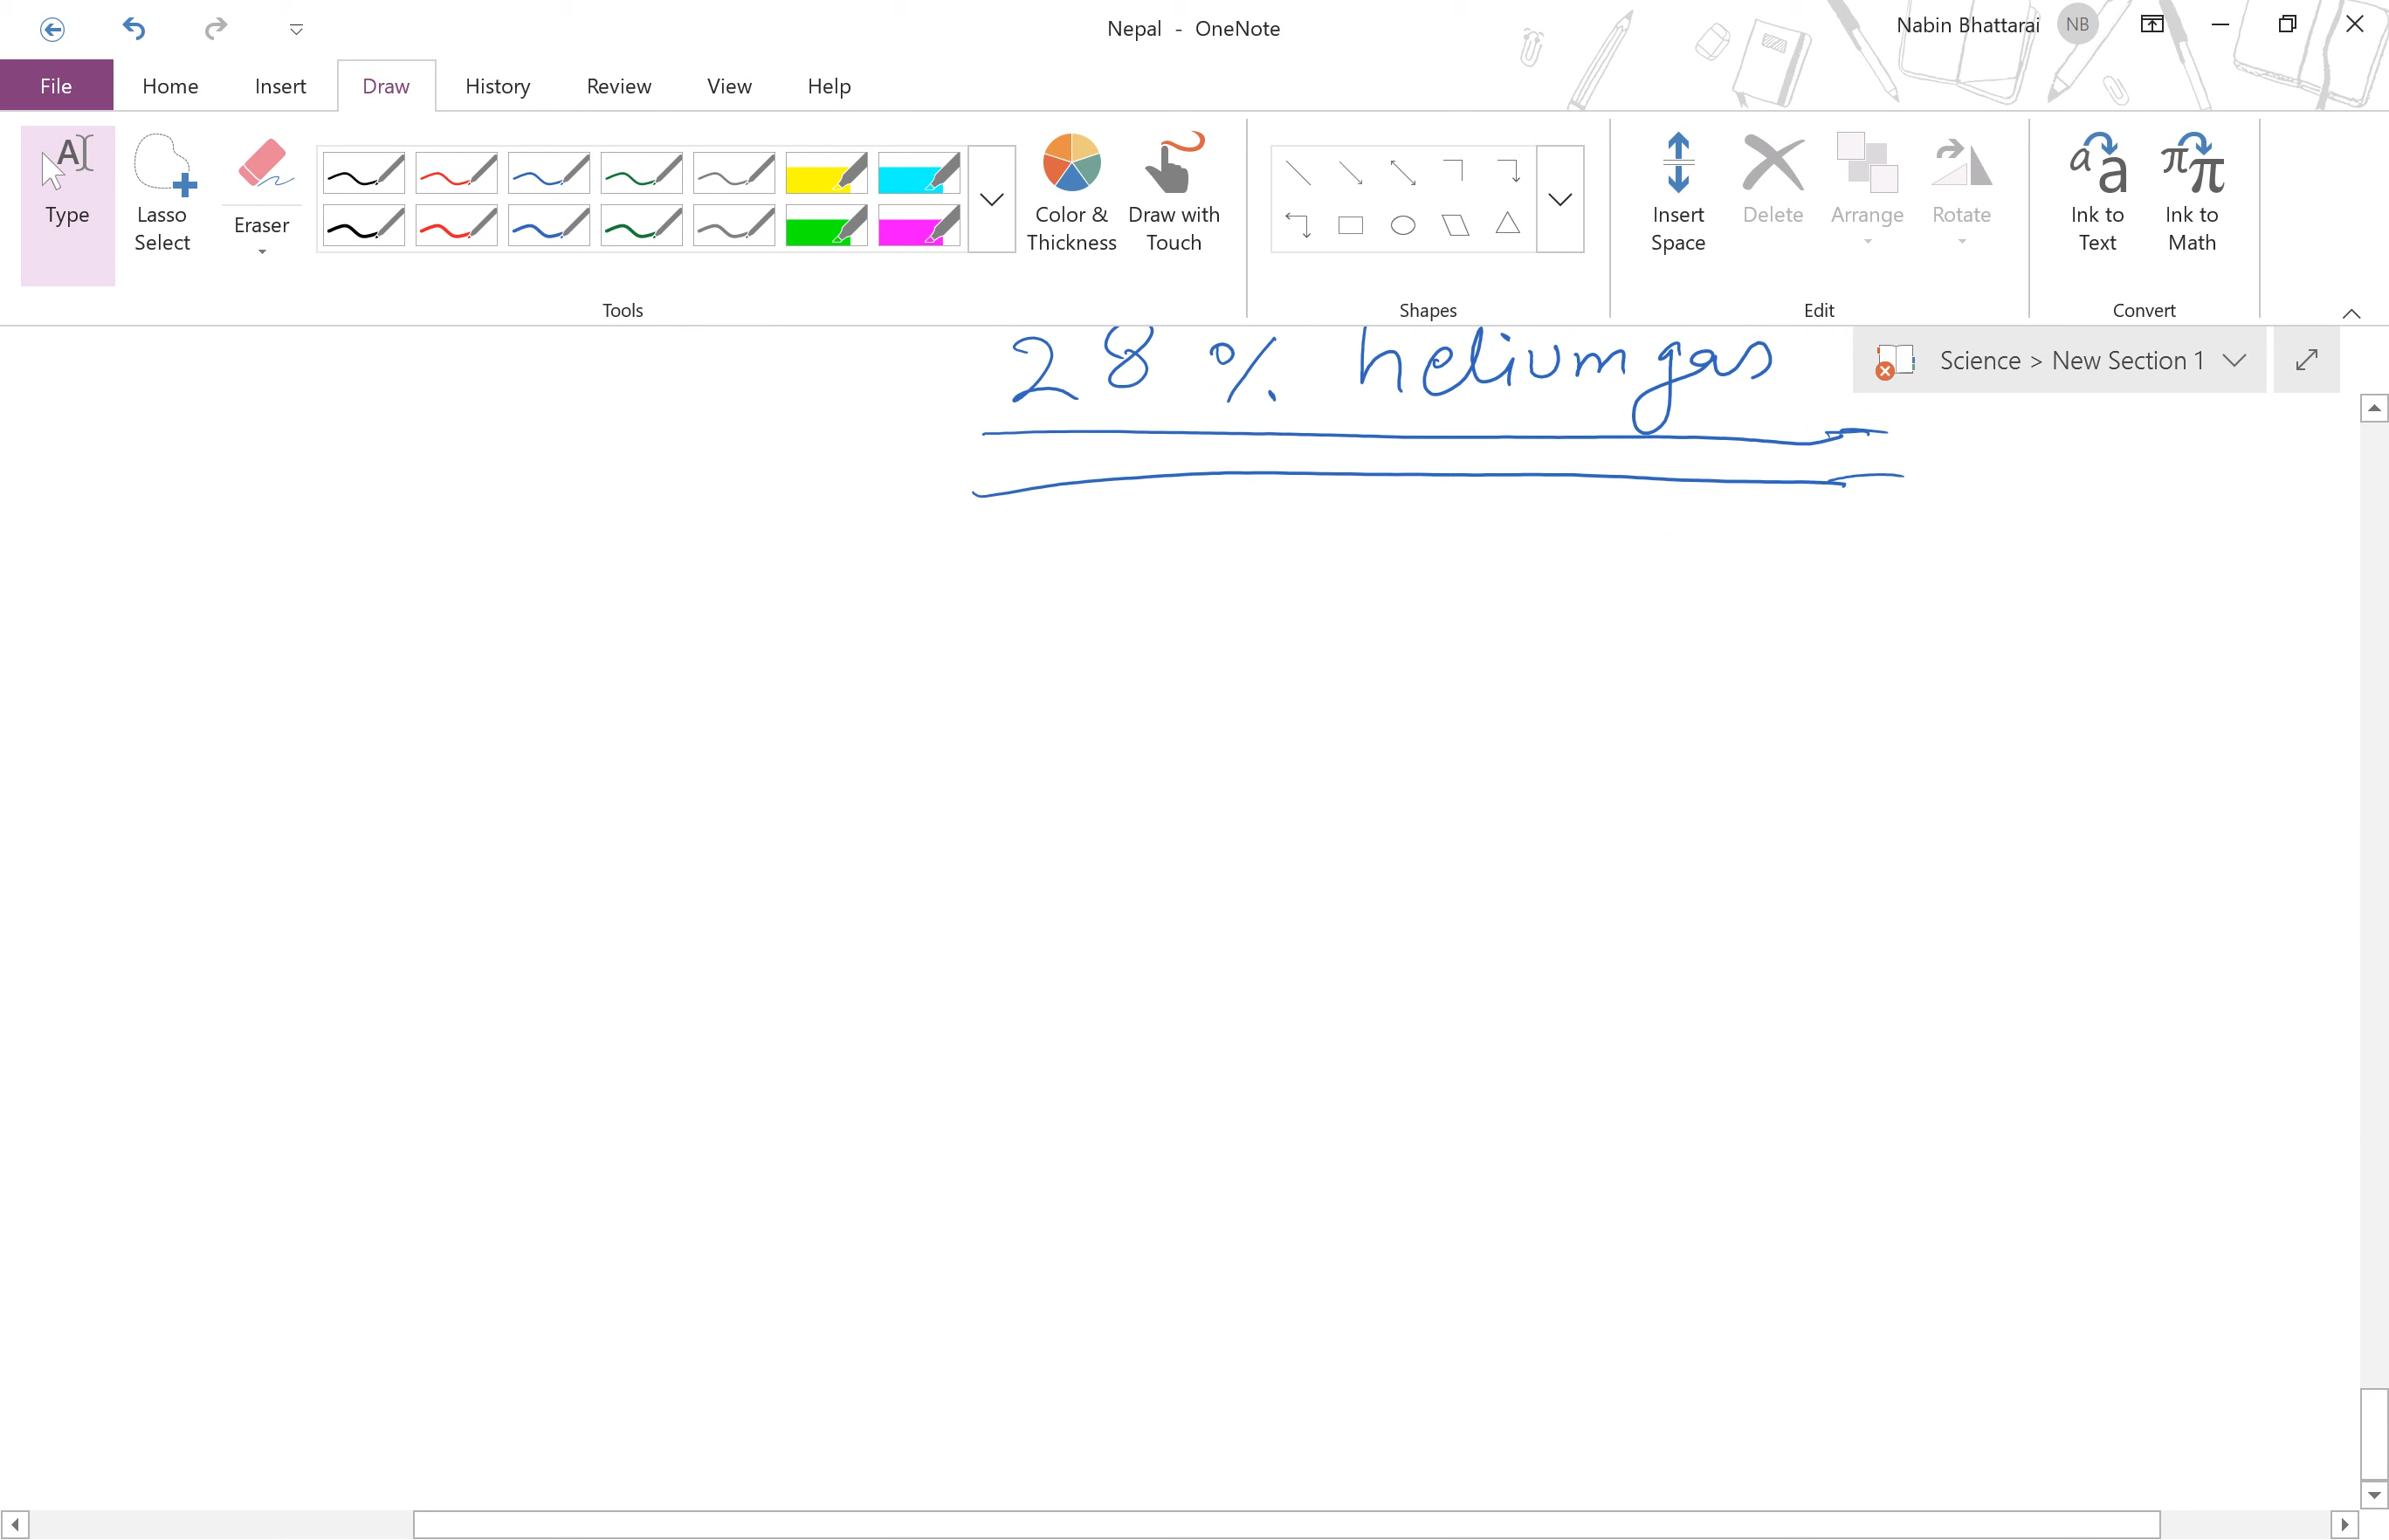 Nepal - OneNote
Nabin Bhattarai NB
File Home Insert Draw History Review View Help
Type
Lasso Select
Eraser
Color & Thickness
Draw with Touch
Insert Space
Delete
Arrange
Rotate
Ink to Text
Ink to Math
Tools Shapes Edit Convert
28 % helium gas
Science > New Section 1